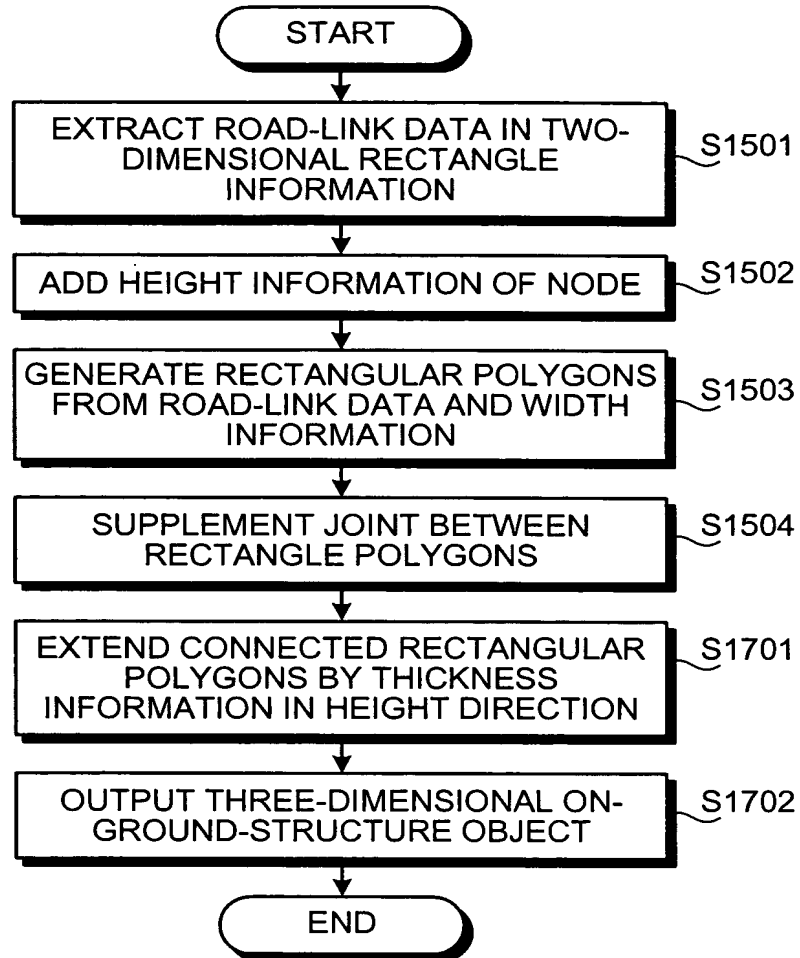 START
EXTRACT ROAD-LINK DATA IN TWO-
DIMENSIONAL RECTANGLE
INFORMATION
S1501
ADD HEIGHT INFORMATION OF NODE
S1502
GENERATE RECTANGULAR POLYGONS
FROM ROAD-LINK DATA AND WIDTH
INFORMATION
S1503
SUPPLEMENT JOINT BETWEEN
RECTANGLE POLYGONS
S1504
EXTEND CONNECTED RECTANGULAR
POLYGONS BY THICKNESS
INFORMATION IN HEIGHT DIRECTION
S1701
OUTPUT THREE-DIMENSIONAL ON-
GROUND-STRUCTURE OBJECT
S1702
END